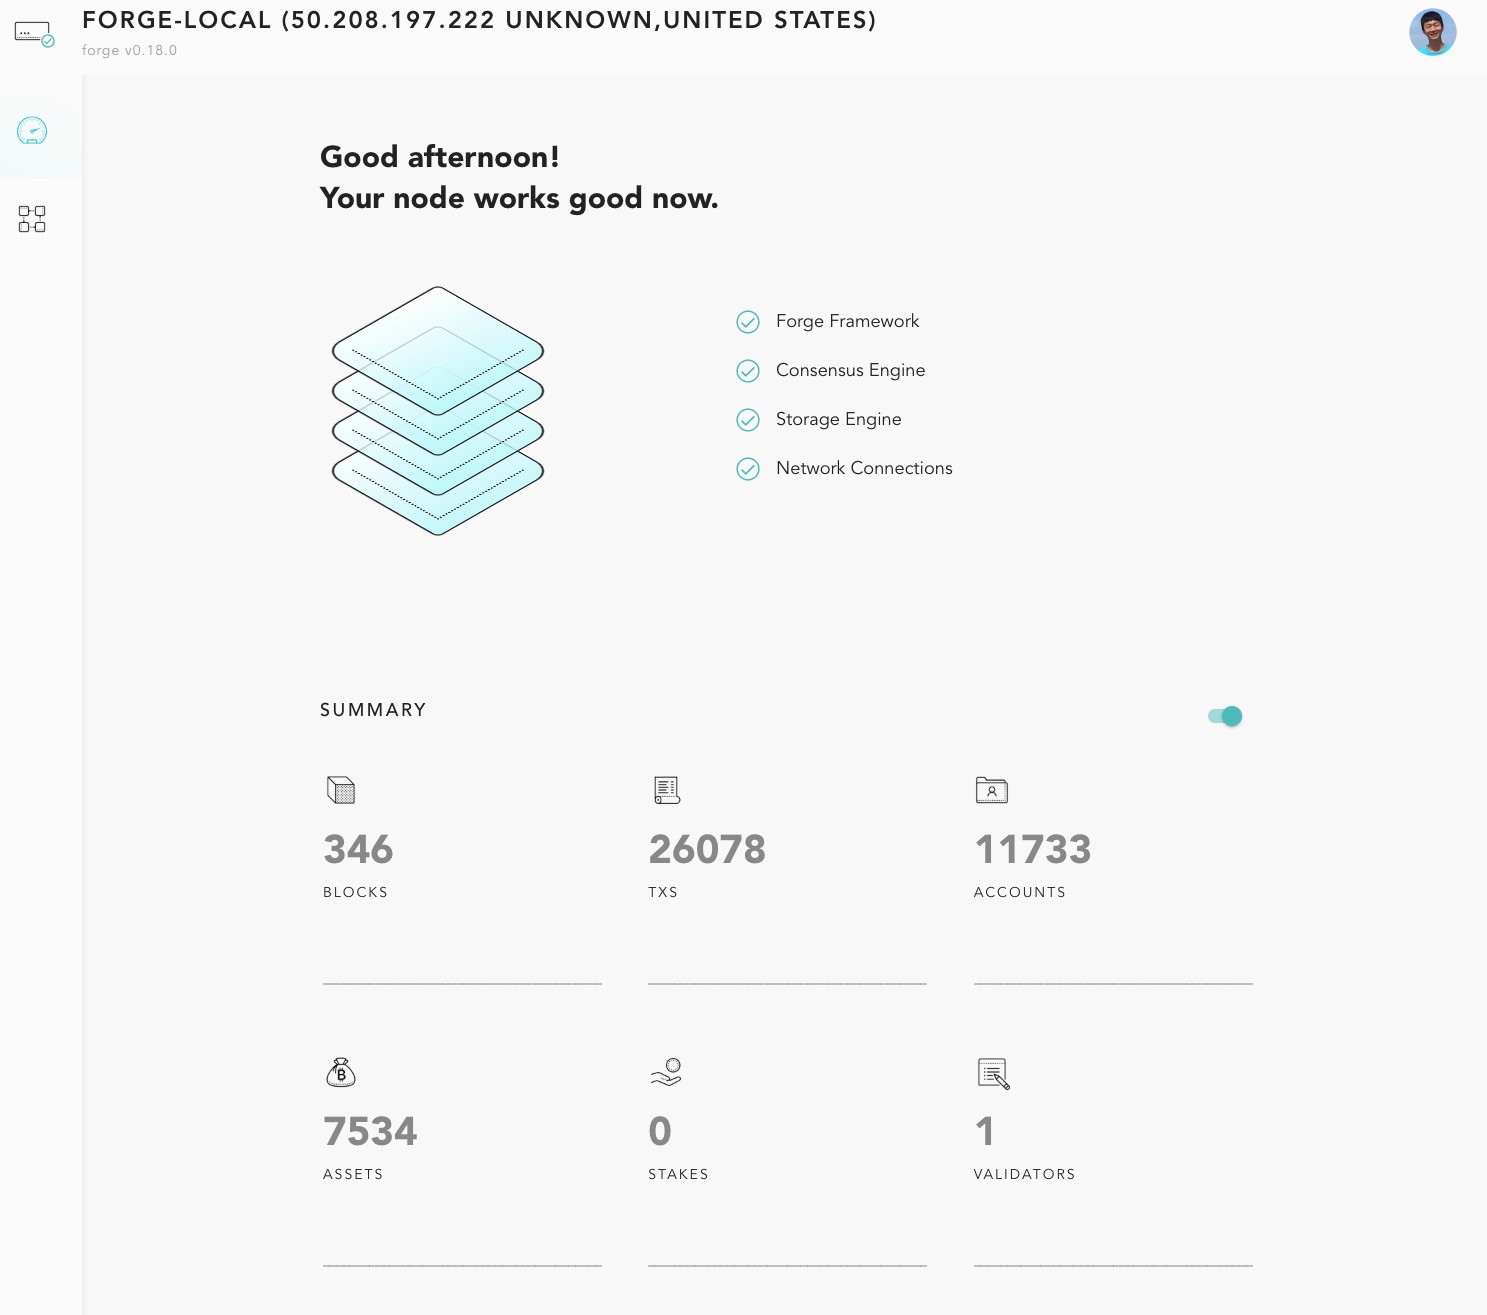 FORGE-LOCAL (50.208.197.222 UNKNOWN,UNITED STATES)
forge v0.18.0
Good afternoon!
Your node works good now.
Forge Framework
Consensus Engine
Storage Engine
Network Connections
SUMMARY
346
BLOCKS
26078
TXS
11733
ACCOUNTS
7534
ASSETS
0
STAKES
1
VALIDATORS